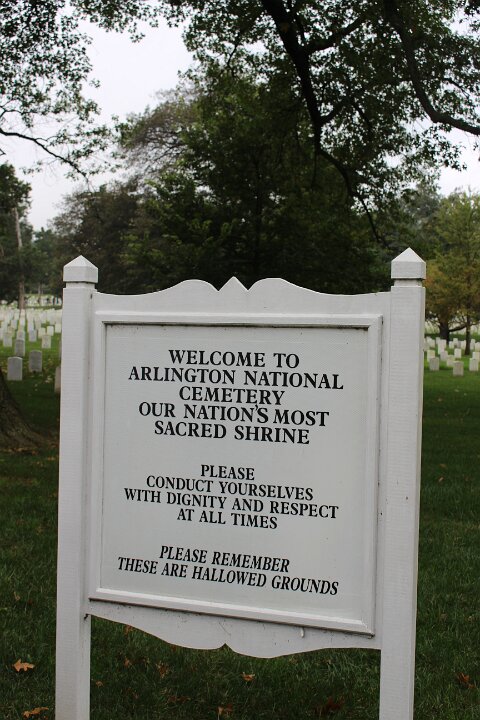 WELCOME TO
ARLINGTON NATIONAL
CEMETERY
OUR NATION'S MOST
SACRED SHRINE
PLEASE
CONDUCT YOURSELVES
WITH DIGNITY AND RESPECT
AT ALL TIMES
PLEASE REMEMBER
THESE ARE HALLOWED GROUNDS